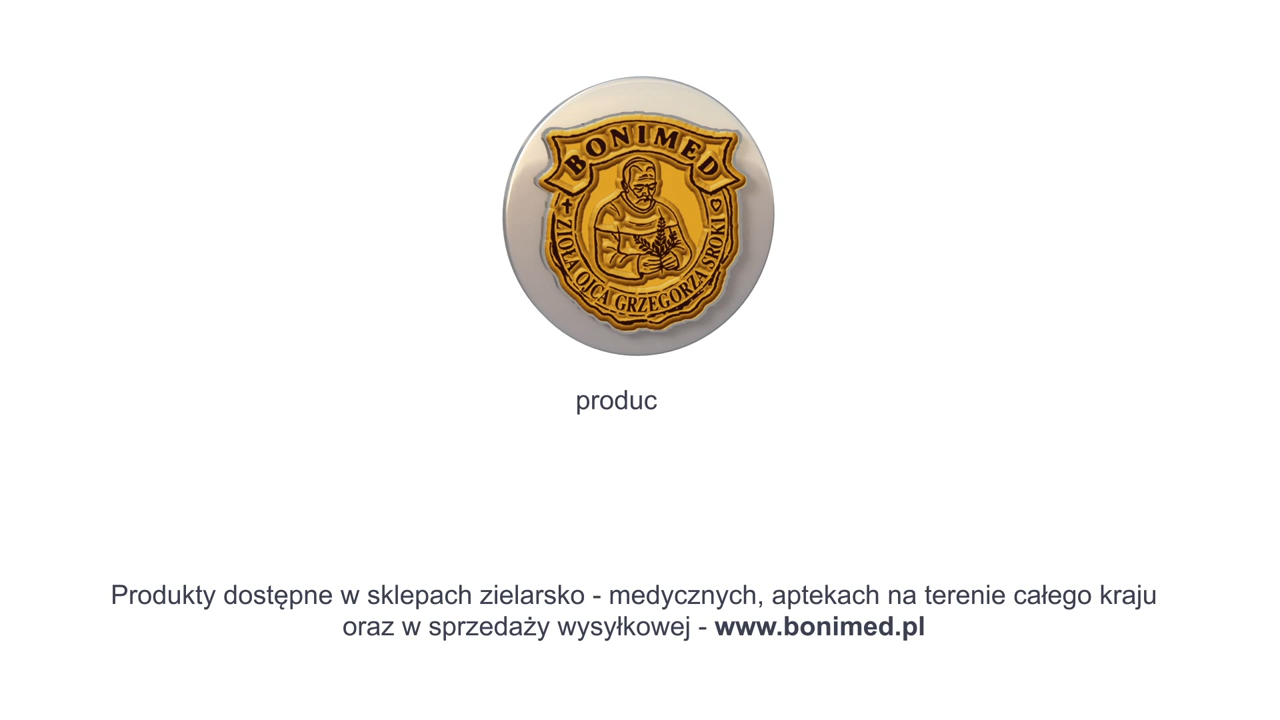 BONIMED
ZIOŁA OJCA GRZEGORZA SROKI
produc
Produkty dostępne w sklepach zielarsko - medycznych, aptekach na terenie całego kraju
oraz w sprzedaży wysyłkowej - www.bonimed.pl